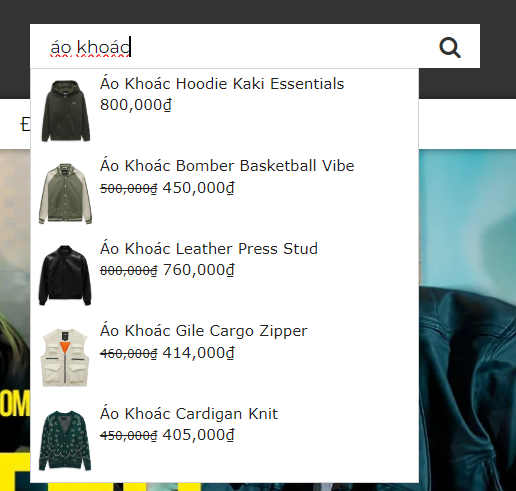 áo khoác
Áo Khoác Hoodie Kaki Essentials
800,000₫
Áo Khoác Bomber Basketball Vibe
500,000₫ 450,000₫
Áo Khoác Leather Press Stud
800,000₫ 760,000₫
Áo Khoác Gile Cargo Zipper
460,000₫ 414,000₫
Áo Khoác Cardigan Knit
450,000₫ 405,000₫